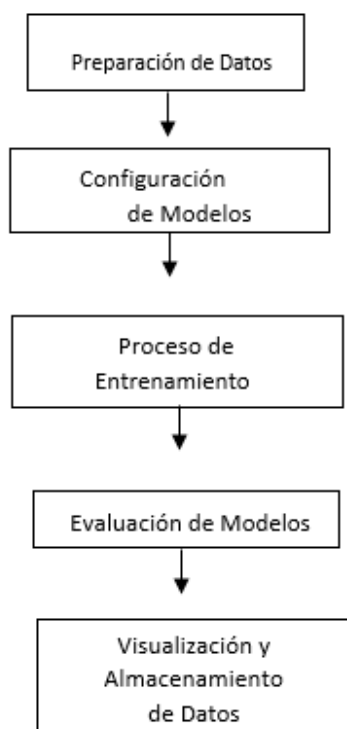 Preparación de Datos
Configuración
de Modelos
Proceso de
Entrenamiento
Evaluación de Modelos
Visualización y
Almacenamiento
de Datos